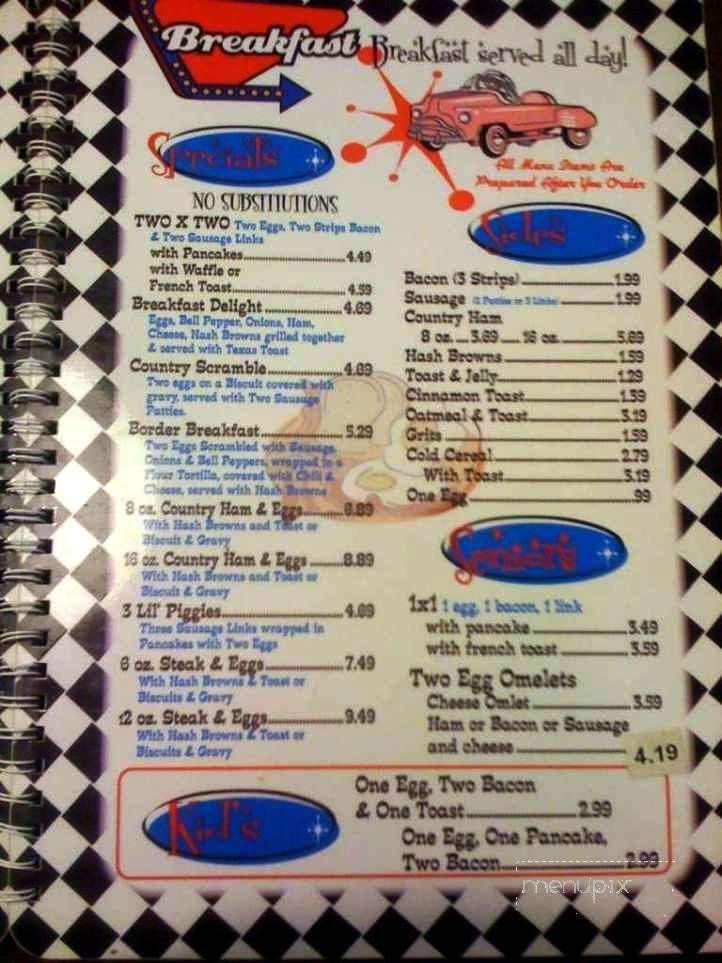 Breakfast
Breakfast served all day!
All Menu Items Are
Prepared After You Order
Specials
NO SUBSTITUTIONS
TWO X TWO Two Eggs, Two Strips Bacon
& Two Sausage Links
with Pancakes 4.49
with Waffle or
French Toast 4.59
Breakfast Delight 4.69
Eggs, Bell Pepper, Onions, Ham,
Cheese, Hash Browns grilled together
& served with Texas Toast
Country Scramble 4.69
Two eggs on a Biscuit covered with
gravy, served with Two Sausage
Patties.
Border Breakfast 5.29
Two Eggs Scrambled with Sausage
Onions & Bell Peppers, wrapped in a
Flour Tortilla, covered with Chili &
Cheese, served with Hash Browns
8 oz. Country Ham & Eggs 6.89
With Hash Browns and Toast or
Biscuit & Gravy
16 oz. Country Ham & Eggs 8.89
With Hash Browns and Toast or
Biscuit & Gravy
3 Lil' Piggies 4.69
Three Sausage Links wrapped in
Pancakes with Two Eggs
6 oz. Steak & Eggs 7.49
With Hash Browns & Toast or
Biscuits & Gravy
12 oz. Steak & Eggs 9.49
With Hash Browns & Toast or
Biscuits & Gravy
Sides
Bacon (3 Strips) 1.99
Sausage (2 Patties or 3 Links) 1.99
Country Ham
8 oz. 3.69 16 oz. 5.69
Hash Browns 1.59
Toast & Jelly 1.29
Cinnamon Toast 1.39
Oatmeal & Toast 3.19
Grits 1.59
Cold Cereal 2.79
With Toast 3.19
One Egg .99
Seniors
1x1 1 egg, 1 bacon, 1 link
with pancake 3.49
with french toast 3.59
Two Egg Omelets
Cheese Omlet 3.59
Ham or Bacon or Sausage
and cheese 4.19
Kid's
One Egg, Two Bacon
& One Toast 2.99
One Egg, One Pancake,
Two Bacon 2.99
menupix